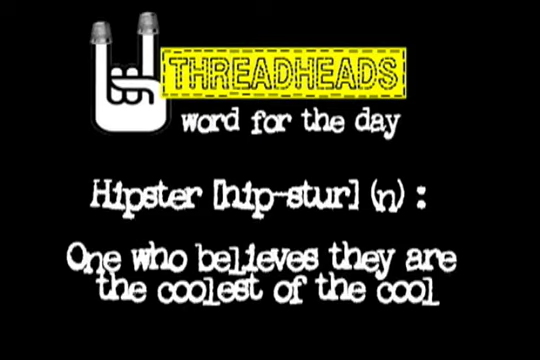 THREADHEADS
word for the day
Hipster [hip-stur] (n) :
One who believes they are
the coolest of the cool